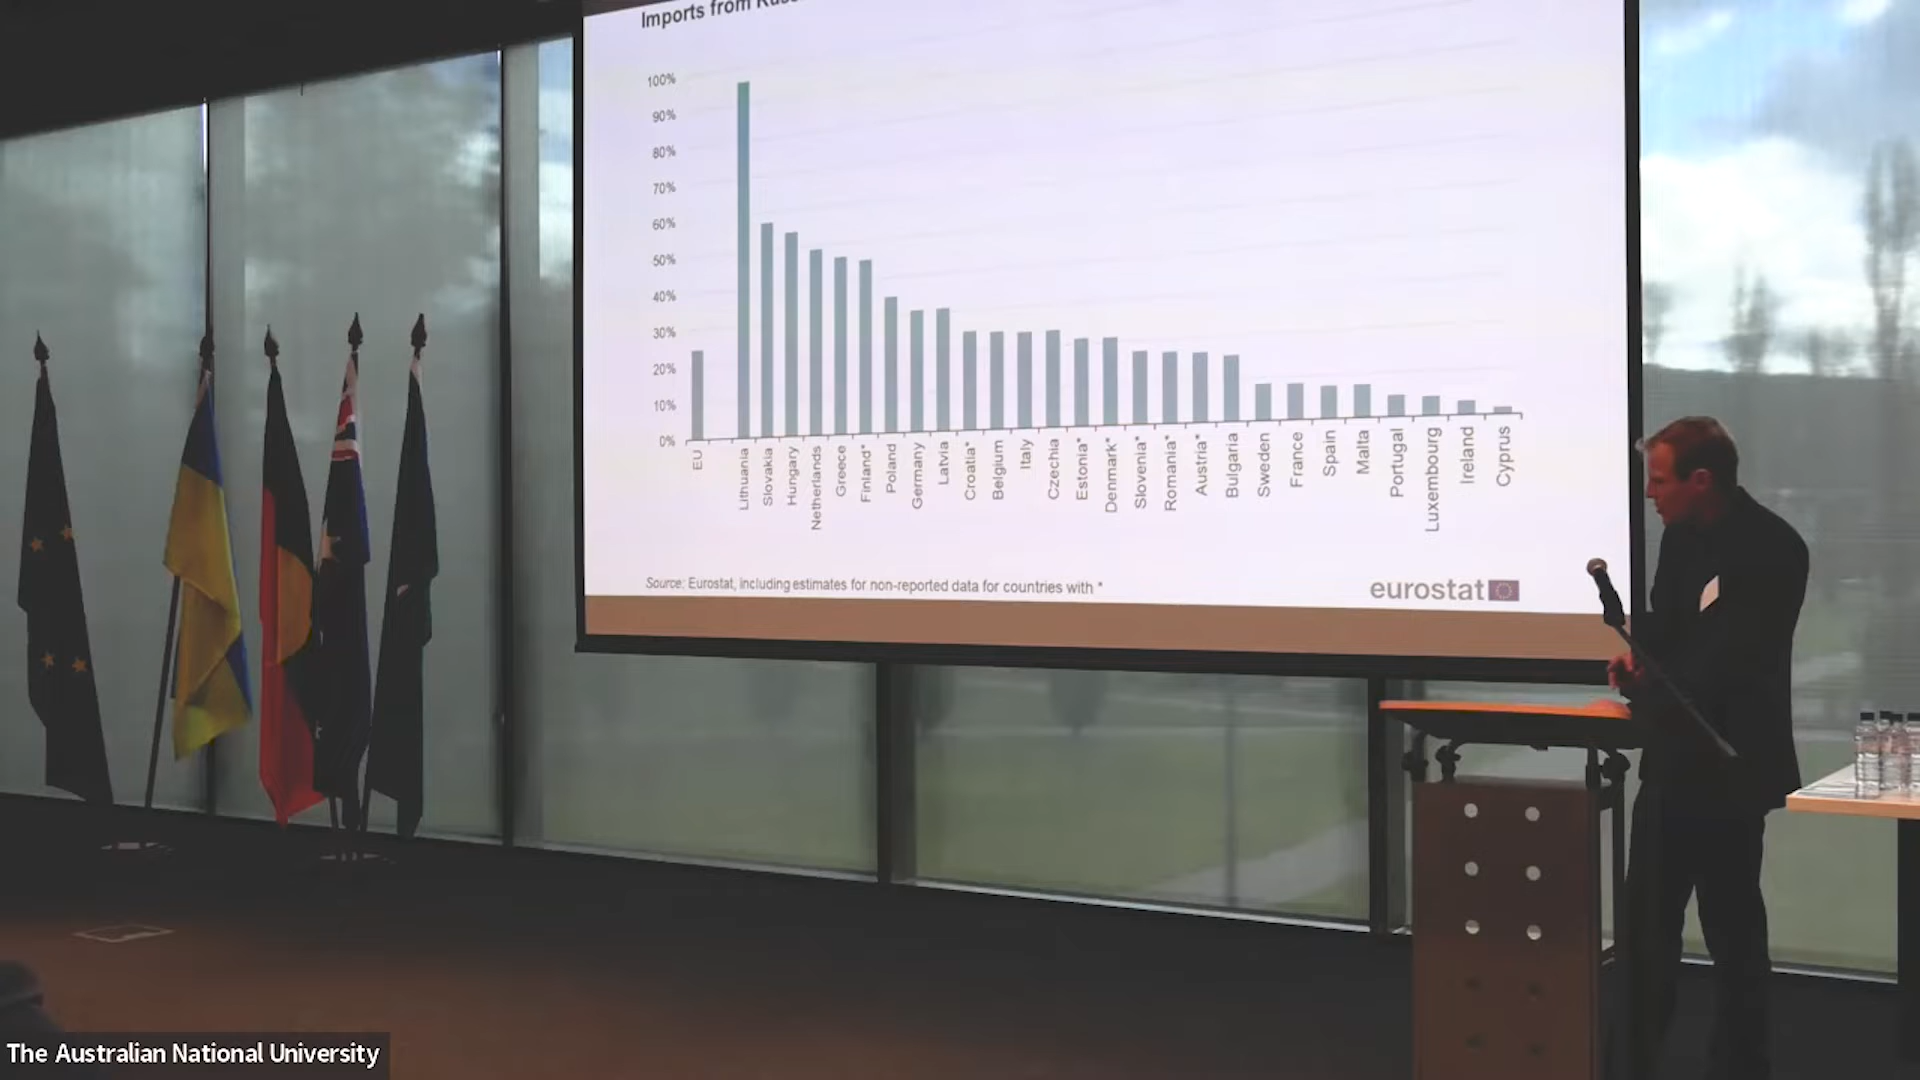 Imports from Russ
100%
90%
80%
70%
60%
50%
40%
30%
20%
10%
0%
EU
Lithuania
Slovakia
Hungary
Netherlands
Greece
Finland*
Poland
Germany
Latvia
Croatia*
Belgium
Italy
Czechia
Estonia*
Denmark*
Slovenia*
Romania*
Austria*
Bulgaria
Sweden
France
Spain
Malta
Portugal
Luxembourg
Ireland
Cyprus
Source: Eurostat, including estimates for non-reported data for countries with *
eurostat
The Australian National University